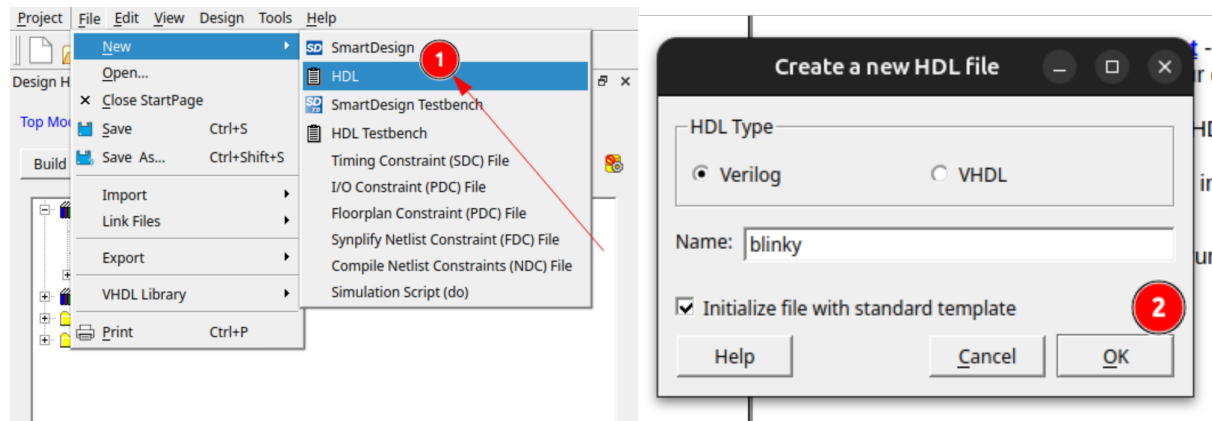 Project File Edit View Design Tools Help
New
Open...
Close StartPage
Save Ctrl+S
Save As... Ctrl+Shift+S
Import
Link Files
Export
VHDL Library
Print Ctrl+P
SmartDesign
HDL
SmartDesign Testbench
HDL Testbench
Timing Constraint (SDC) File
I/O Constraint (PDC) File
Floorplan Constraint (PDC) File
Synplify Netlist Constraint (FDC) File
Compile Netlist Constraints (NDC) File
Simulation Script (do)
1
Design H
Top Mo
Build
Create a new HDL file
HDL Type
Verilog VHDL
Name: blinky
Initialize file with standard template
2
Help Cancel OK